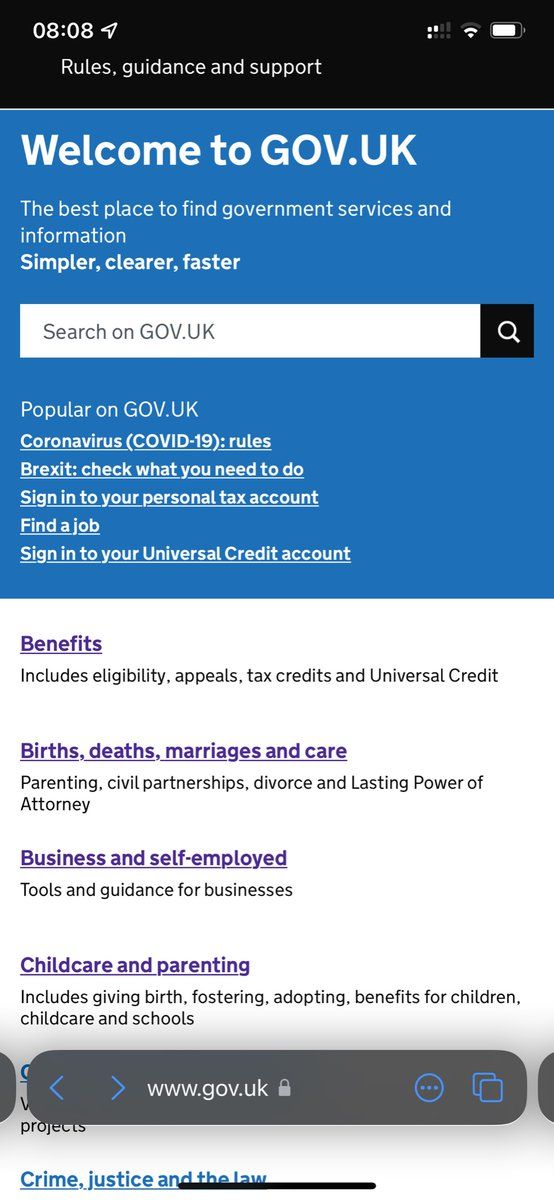 08:08
Rules, guidance and support
Welcome to GOV.UK
The best place to find government services and
information
Simpler, clearer, faster
Search on GOV.UK
Popular on GOV.UK
Coronavirus (COVID-19): rules
Brexit: check what you need to do
Sign in to your personal tax account
Find a job
Sign in to your Universal Credit account
Benefits
Includes eligibility, appeals, tax credits and Universal Credit
Births, deaths, marriages and care
Parenting, civil partnerships, divorce and Lasting Power of
Attorney
Business and self-employed
Tools and guidance for businesses
Childcare and parenting
Includes giving birth, fostering, adopting, benefits for children,
childcare and schools
www.gov.uk
projects
Crime, justice and the law